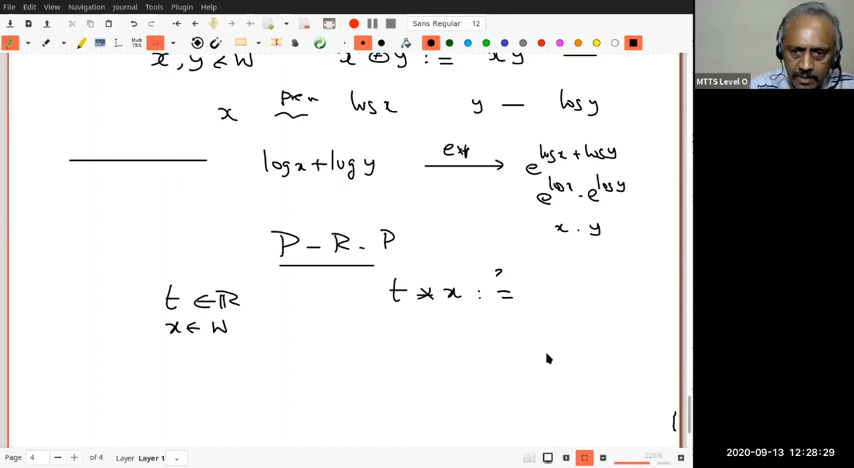 File Edit View Navigation Journal Tools Plugin Help
Sans Regular 12
x, y ∈ W x ⊕ y := xy —
x log x y — log y
log x + log y exp e^{log x + log y}
e^{log x} . e^{log y}
x . y
P – R – P
t ∈ ℝ t * x : = ?
x ∈ W
Page 4 of 4 Layer Layer 1 226%
MTTS Level O
2020-09-13 12:28:29